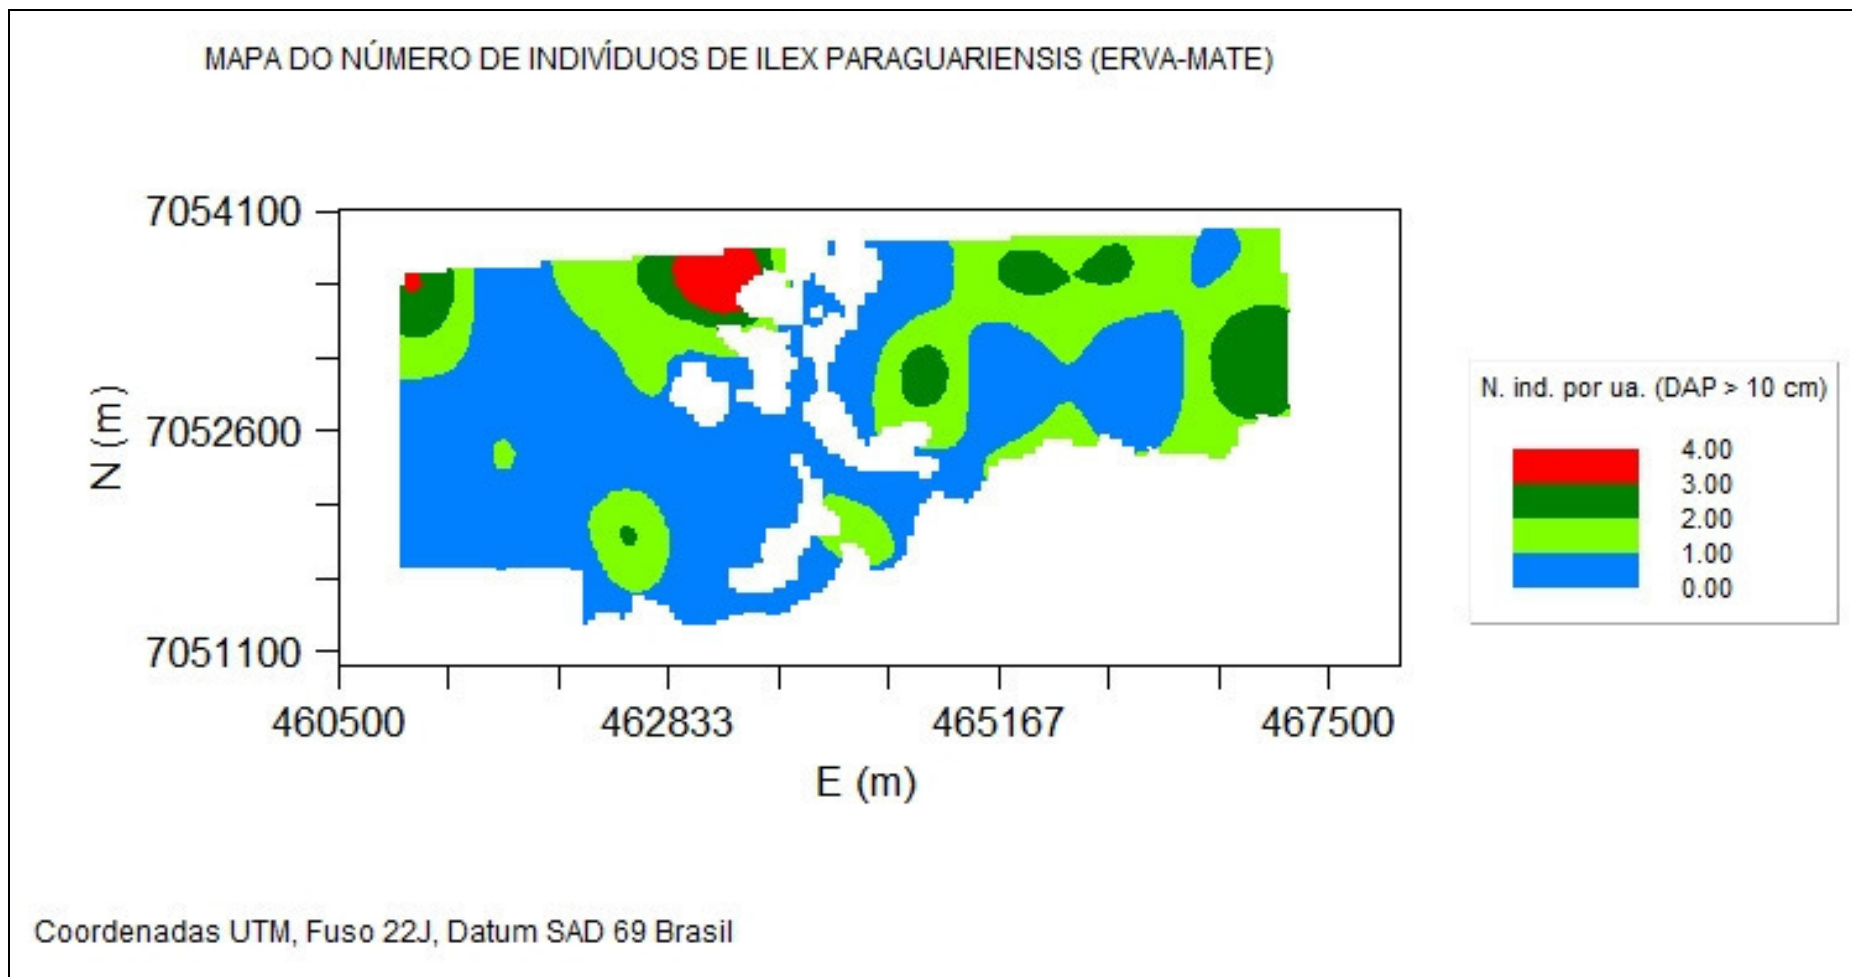 MAPA DO NÚMERO DE INDIVÍDUOS DE ILEX PARAGUARIENSIS (ERVA-MATE)
7054100
7052600
7051100
N (m)
460500 462833 465167 467500
E (m)
N. ind. por ua. (DAP > 10 cm)
4.00
3.00
2.00
1.00
0.00
Coordenadas UTM, Fuso 22J, Datum SAD 69 Brasil